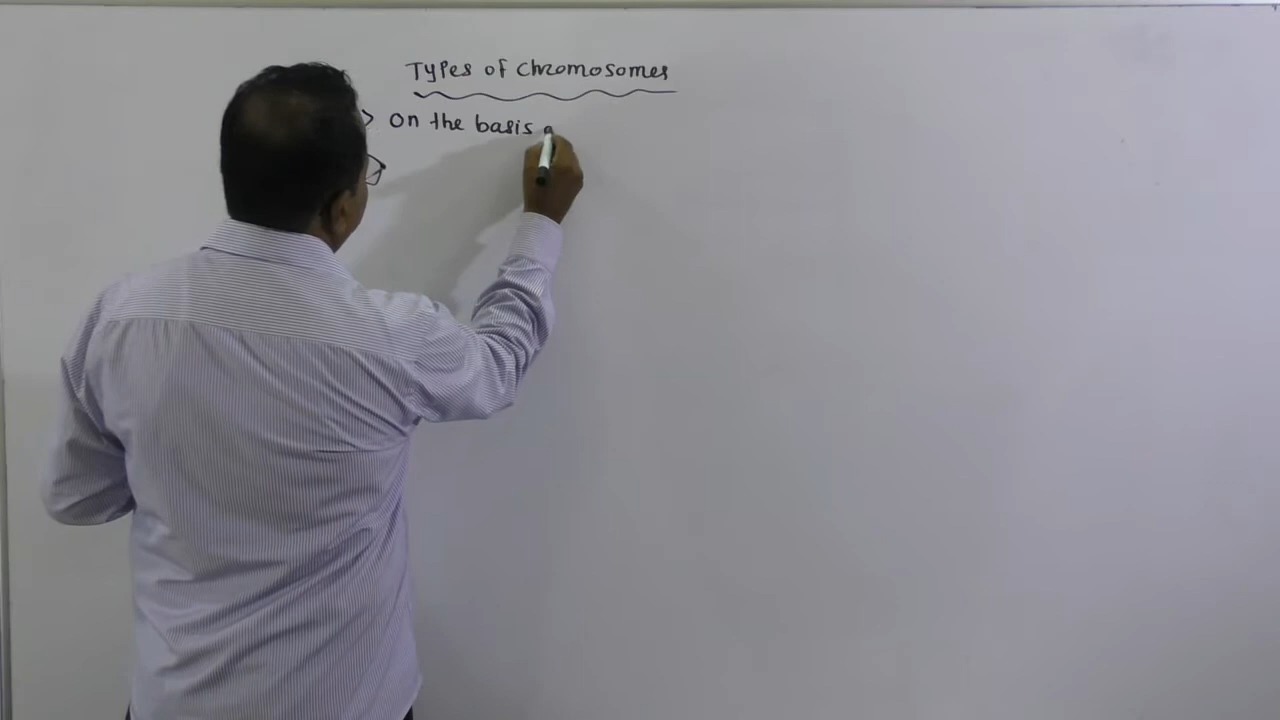 Types of chromosomes
> on the basis